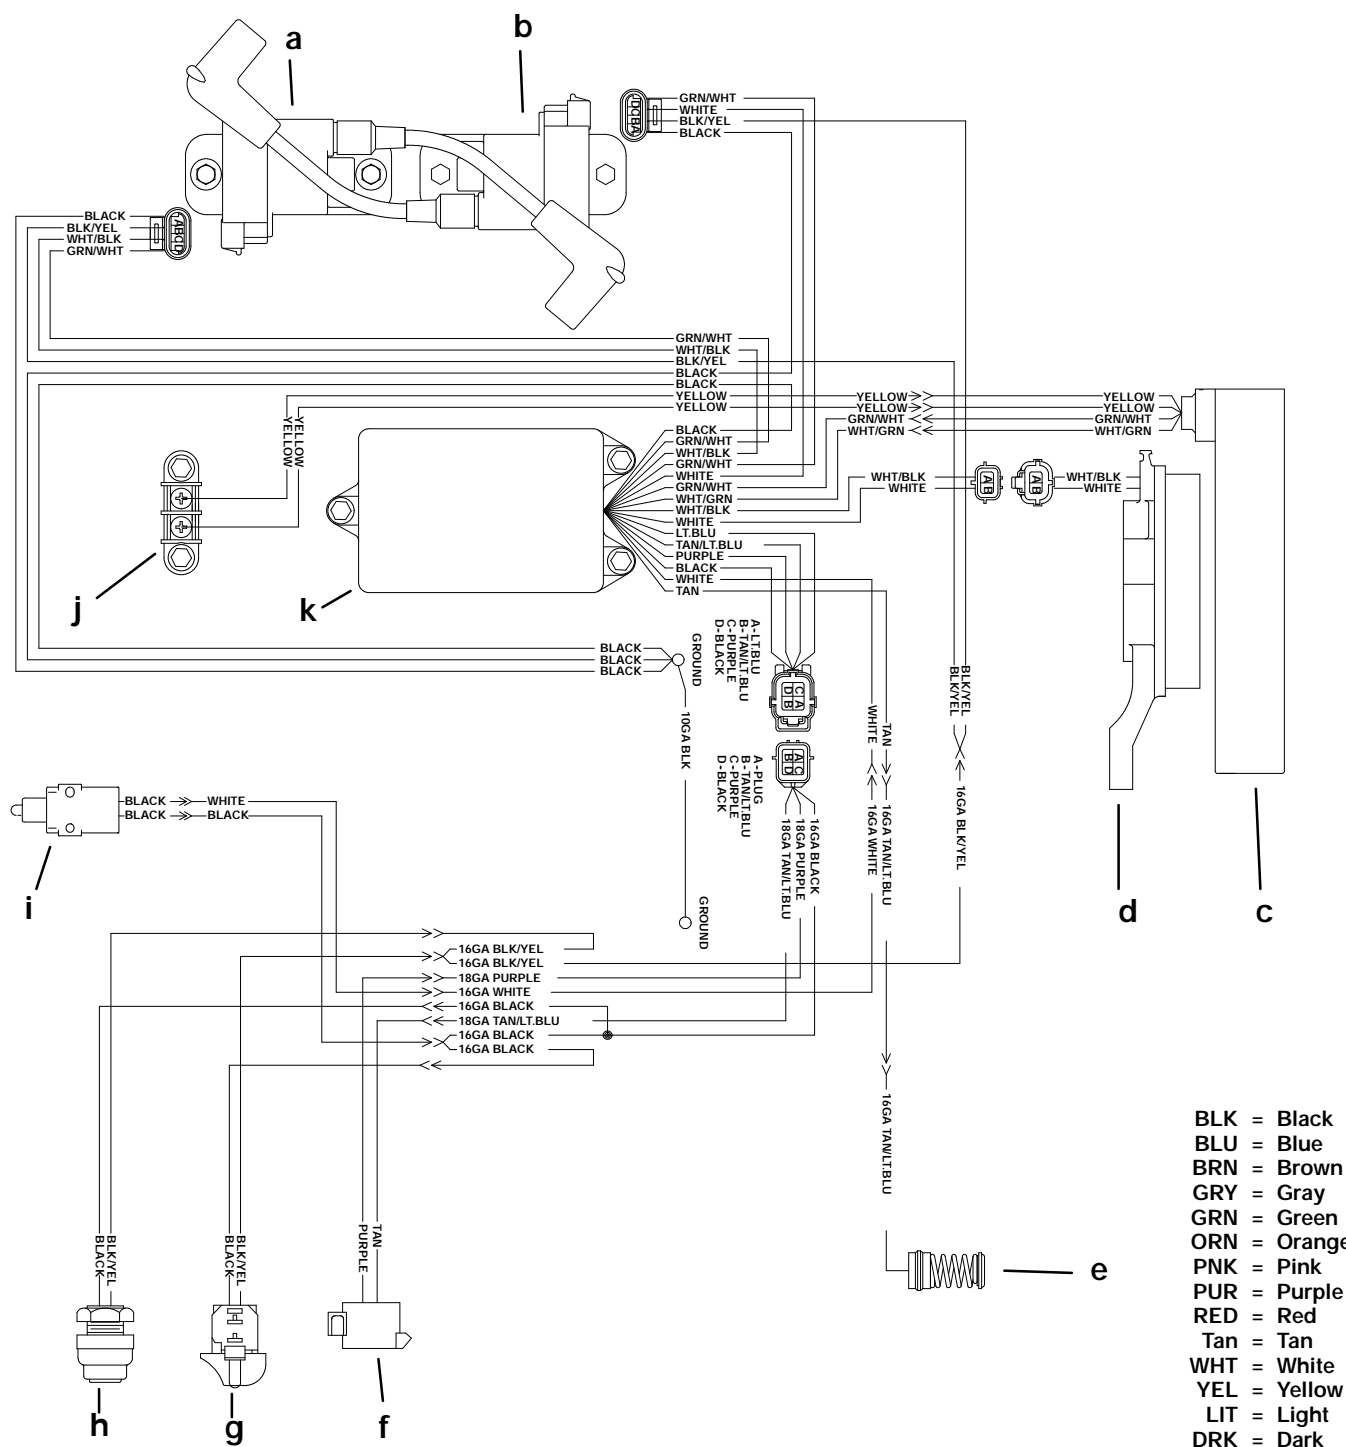 a
b
GRN/WHT
WHITE
BLK/YEL
BLACK
DCBA
BLACK
BLK/YEL
WHT/BLK
GRN/WHT
ABCD
GRN/WHT
WHT/BLK
BLK/YEL
BLACK
BLACK
YELLOW
YELLOW
YELLOW
YELLOW
YELLOW
YELLOW
GRN/WHT
WHT/GRN
YELLOW
YELLOW
GRN/WHT
WHT/GRN
BLACK
GRN/WHT
WHT/BLK
GRN/WHT
WHITE
GRN/WHT
WHT/GRN
WHT/BLK
WHITE
LT.BLU
TAN/LT.BLU
PURPLE
BLACK
WHITE
TAN
WHT/BLK
WHITE
A B
A B
WHT/BLK
WHITE
j
k
BLACK
BLACK
BLACK
GROUND
10GA BLK
GROUND
A-LT.BLU
B-TAN/LT.BLU
C-PURPLE
D-BLACK
C A
D B
A-PLUG
B-TAN/LT.BLU
C-PURPLE
D-BLACK
A C
B D
16GA BLACK
18GA PURPLE
18GA TAN/LT.BLU
WHITE
TAN
16GA WHITE
16GA TAN/LT.BLU
BLK/YEL
BLK/YEL
16GA BLK/YEL
16GA TAN/LT.BLU
d
c
BLACK
WHITE
BLACK
BLACK
i
16GA BLK/YEL
16GA BLK/YEL
18GA PURPLE
16GA WHITE
16GA BLACK
18GA TAN/LT.BLU
16GA BLACK
16GA BLACK
BLK/YEL
BLACK
BLK/YEL
BLACK
TAN
PURPLE
e
h
g
f
BLK = Black
BLU = Blue
BRN = Brown
GRY = Gray
GRN = Green
ORN = Orange
PNK = Pink
PUR = Purple
RED = Red
Tan = Tan
WHT = White
YEL = Yellow
LIT = Light
DRK = Dark